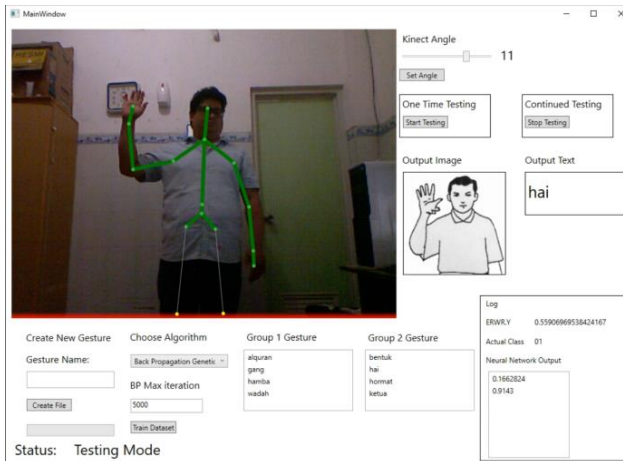 MainWindow
Kinect Angle
11
Set Angle
One Time Testing
Start Testing
Continued Testing
Stop Testing
Output Image
Output Text
hai
Create New Gesture
Gesture Name:
Create File
Choose Algorithm
Back Propagation Genetic
BP Max iteration
5000
Train Dataset
Group 1 Gesture
alquran
gang
hamba
wadah
Group 2 Gesture
bentuk
hai
hormat
ketua
Log
ERWR.Y 0.55906969538424167
Actual Class 01
Neural Network Output
0.1662824
0.9143
Status: Testing Mode